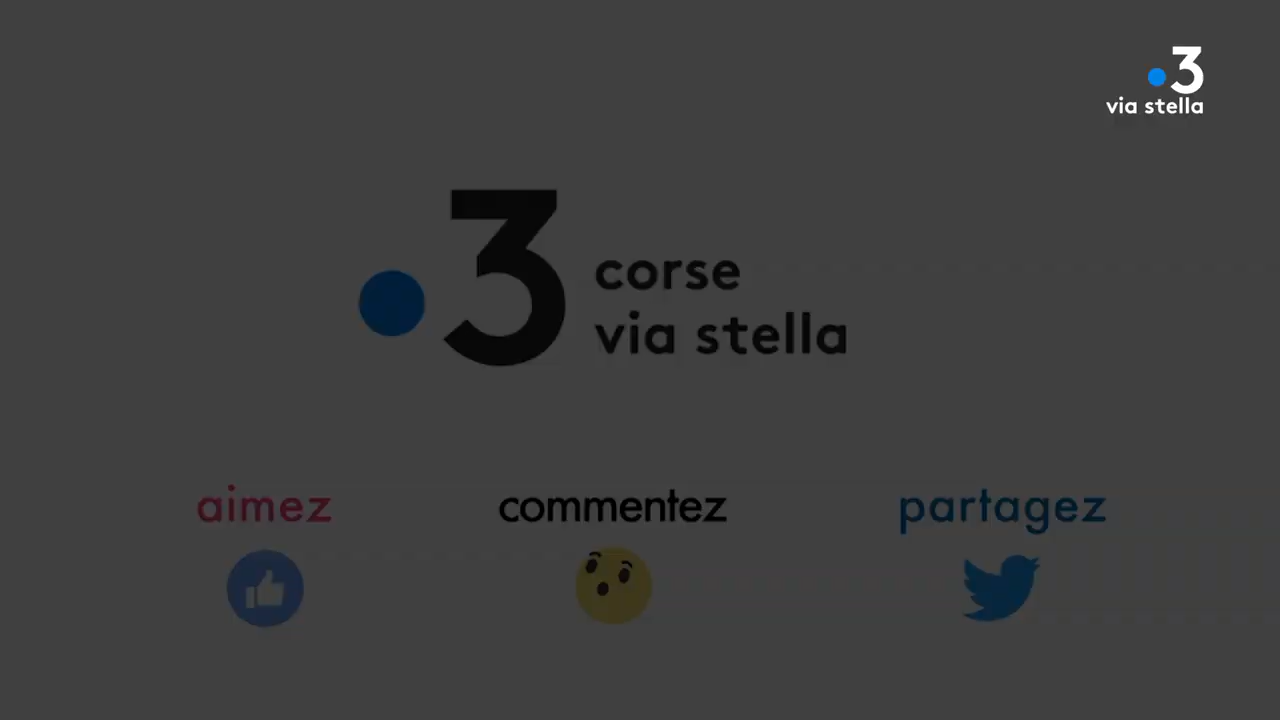 3
via stella
3
corse
via stella
aimez
commentez
partagez